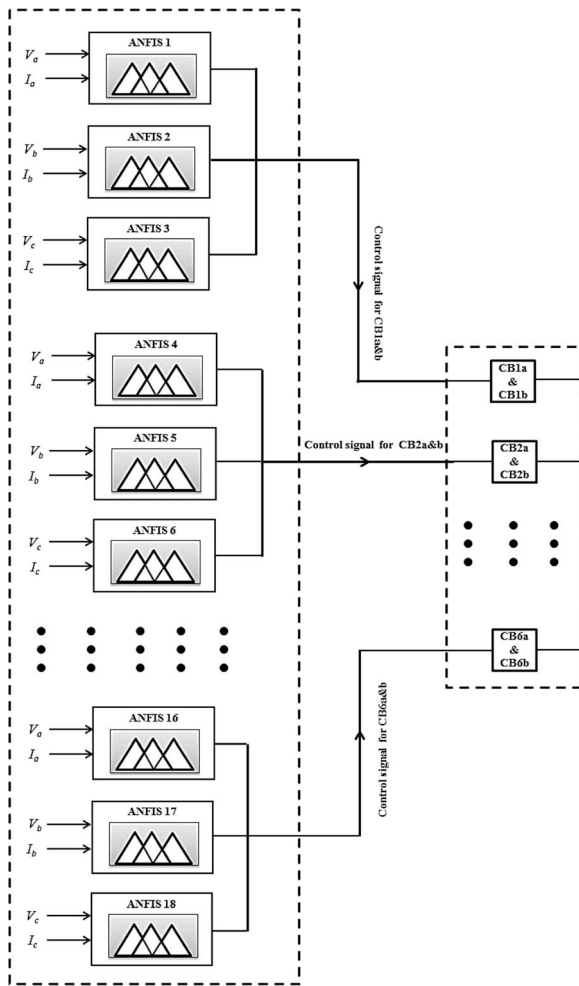 ANFIS 1
Va
Ia
ANFIS 2
Vb
Ib
ANFIS 3
Vc
Ic
Control signal for CB1a&b
ANFIS 4
Va
Ia
ANFIS 5
Vb
Ib
Control signal for CB2a&b
ANFIS 6
Vc
Ic
CB1a
&
CB1b
CB2a
&
CB2b
CB6a
&
CB6b
Control signal for CB6a&b
ANFIS 16
Va
Ia
ANFIS 17
Vb
Ib
ANFIS 18
Vc
Ic